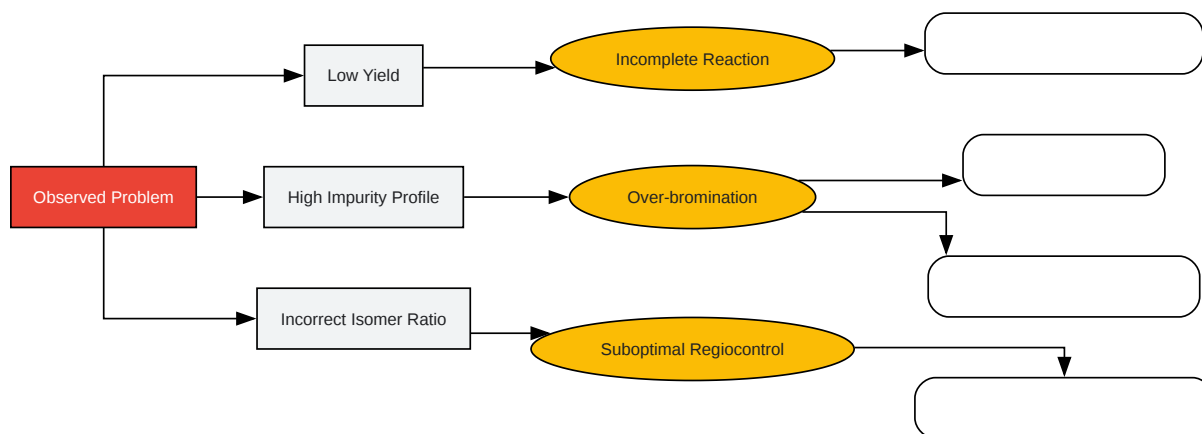 Low Yield
Incomplete Reaction
Observed Problem
High Impurity Profile
Over-bromination
Incorrect Isomer Ratio
Suboptimal Regiocontrol